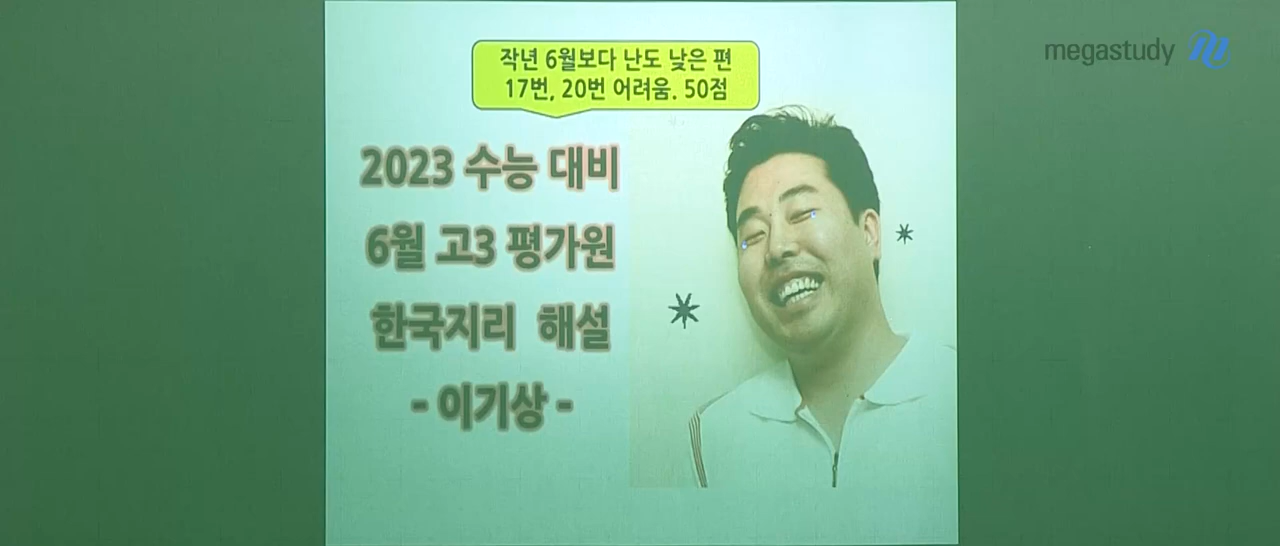 megastudy
작년 6월보다 난도 낮은 편
17번, 20번 어려움. 50점
2023 수능 대비
6월 고3 평가원
한국지리 해설
- 이기상 -